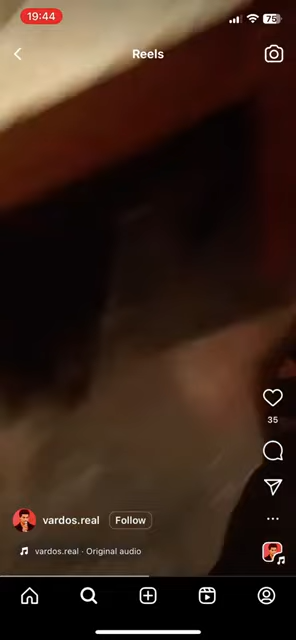 19:44
75
Reels
35
vardos.real
Follow
vardos.real · Original audio